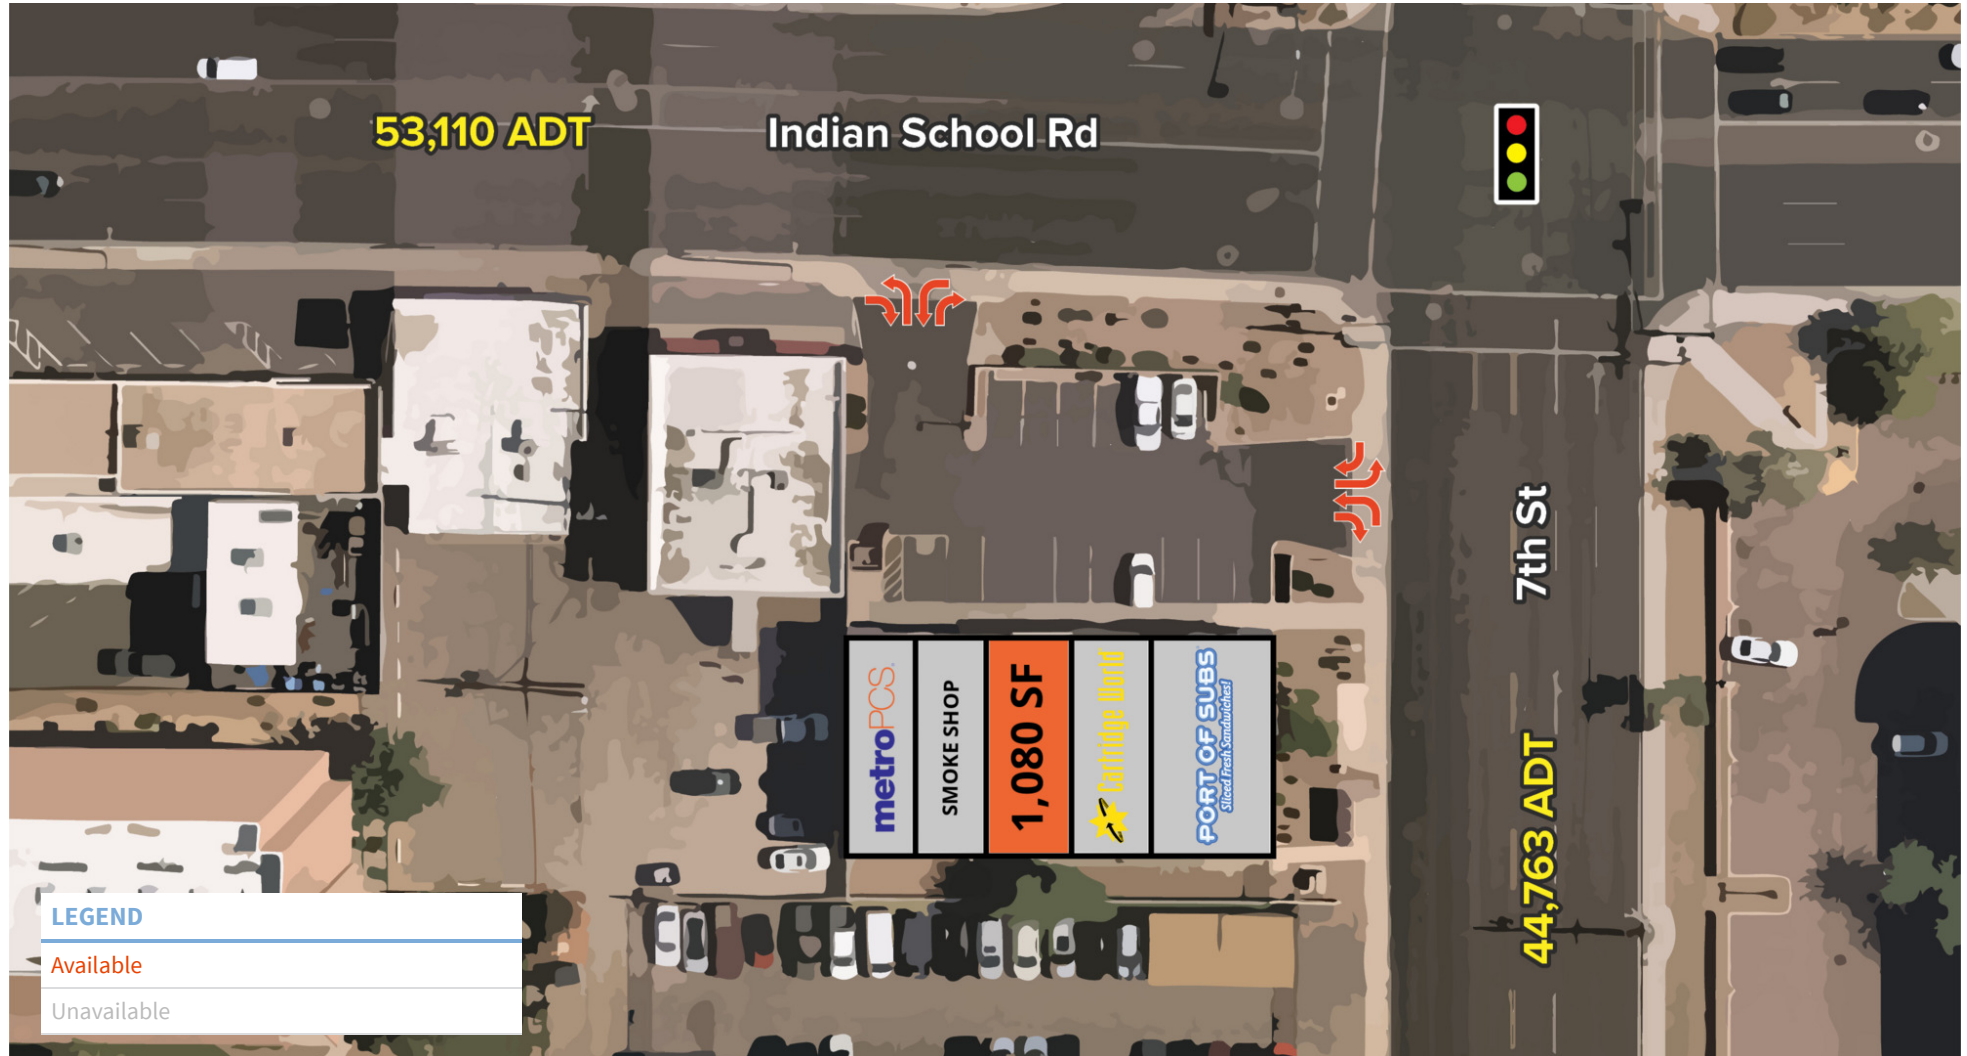 53,110 ADT
Indian School Rd
7th St
44,763 ADT
metroPCS.
SMOKE SHOP
1,080 SF
Cartridge World
PORT OF SUBS
Sliced Fresh Sandwiches!
LEGEND
Available
Unavailable